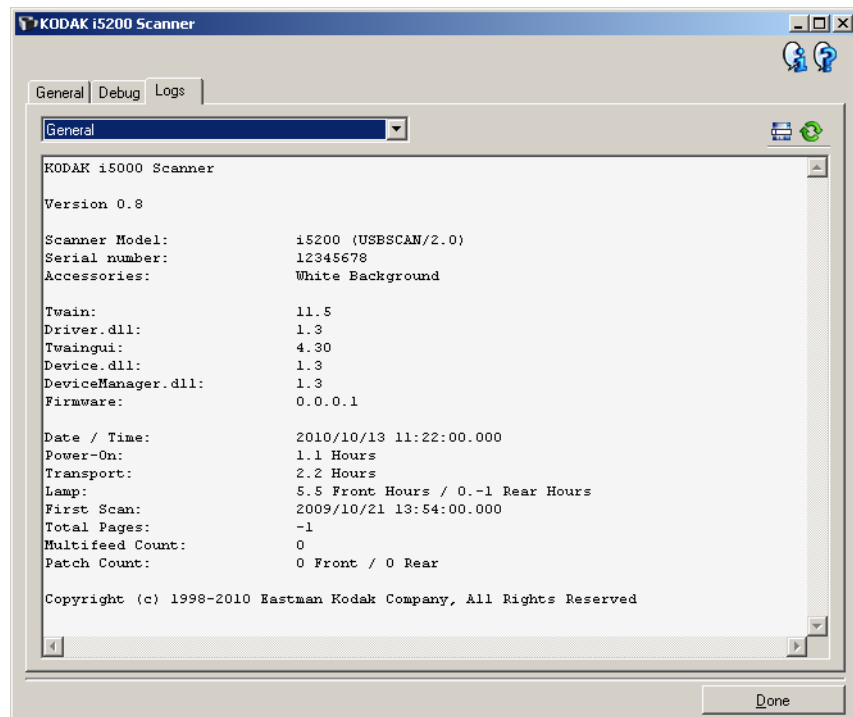 KODAK i5200 Scanner
General Debug Logs
General
KODAK i5000 Scanner
Version 0.8
Scanner Model: i5200 (USBSCAN/2.0)
Serial number: 12345678
Accessories: White Background
Twain: 11.5
Driver.dll: 1.3
Twaingui: 4.30
Device.dll: 1.3
DeviceManager.dll: 1.3
Firmware: 0.0.0.1
Date / Time: 2010/10/13 11:22:00.000
Power-On: 1.1 Hours
Transport: 2.2 Hours
Lamp: 5.5 Front Hours / 0.-1 Rear Hours
First Scan: 2009/10/21 13:54:00.000
Total Pages: -1
Multifeed Count: 0
Patch Count: 0 Front / 0 Rear
Copyright (c) 1998-2010 Eastman Kodak Company, All Rights Reserved
Done